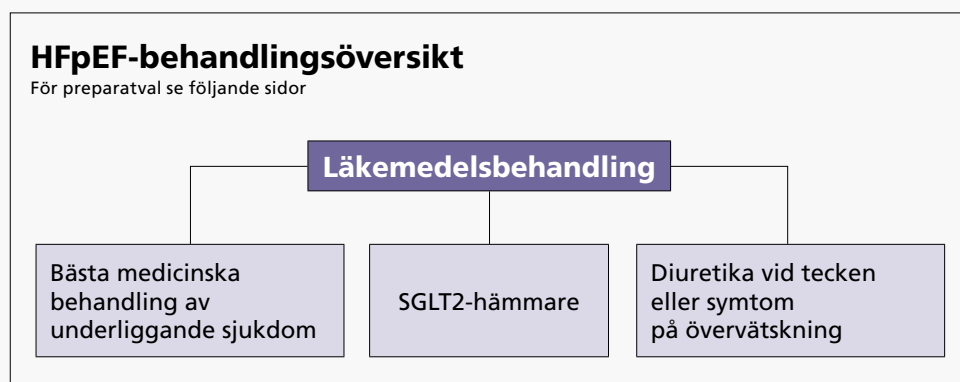 HFpEF-behandlingsöversikt
För preparatval se följande sidor
Läkemedelsbehandling
Bästa medicinska
behandling av
underliggande sjukdom
SGLT2-hämmare
Diuretika vid tecken
eller symtom
på övervätskning